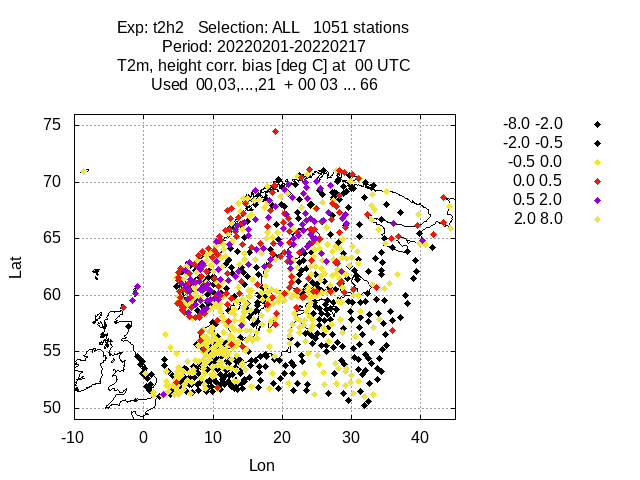 Exp: t2h2 Selection: ALL 1051 stations
Period: 20220201-20220217
T2m, height corr. bias [deg C] at 00 UTC
Used 00,03,...,21 + 00 03 ... 66
-8.0 -2.0
-2.0 -0.5
-0.5 0.0
0.0 0.5
0.5 2.0
2.0 8.0
75
70
65
60
55
50
Lat
-10 0 10 20 30 40
Lon